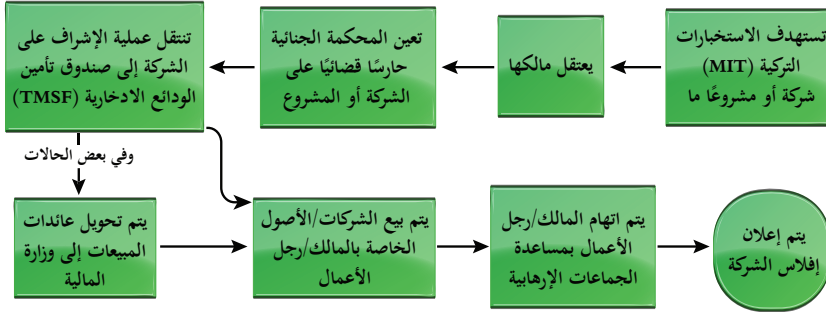 تستهدف الاستخبارات
التركية (MIT)
شركة أو مشروعًا ما
يعتقل مالكها
تعين المحكمة الجنائية
حارسًا قضائيًا على
الشركة أو المشروع
تنتقل عملية الإشراف على
الشركة إلى صندوق تأمين
الودائع الادخارية (TMSF)
وفي بعض الحالات
يتم تحويل عائدات
المبيعات إلى وزارة
المالية
يتم بيع الشركات/الأصول
الخاصة بالمالك/رجل
الأعمال
يتم اتهام المالك/رجل
الأعمال بمساعدة
الجماعات الإرهابية
يتم إعلان
إفلاس الشركة